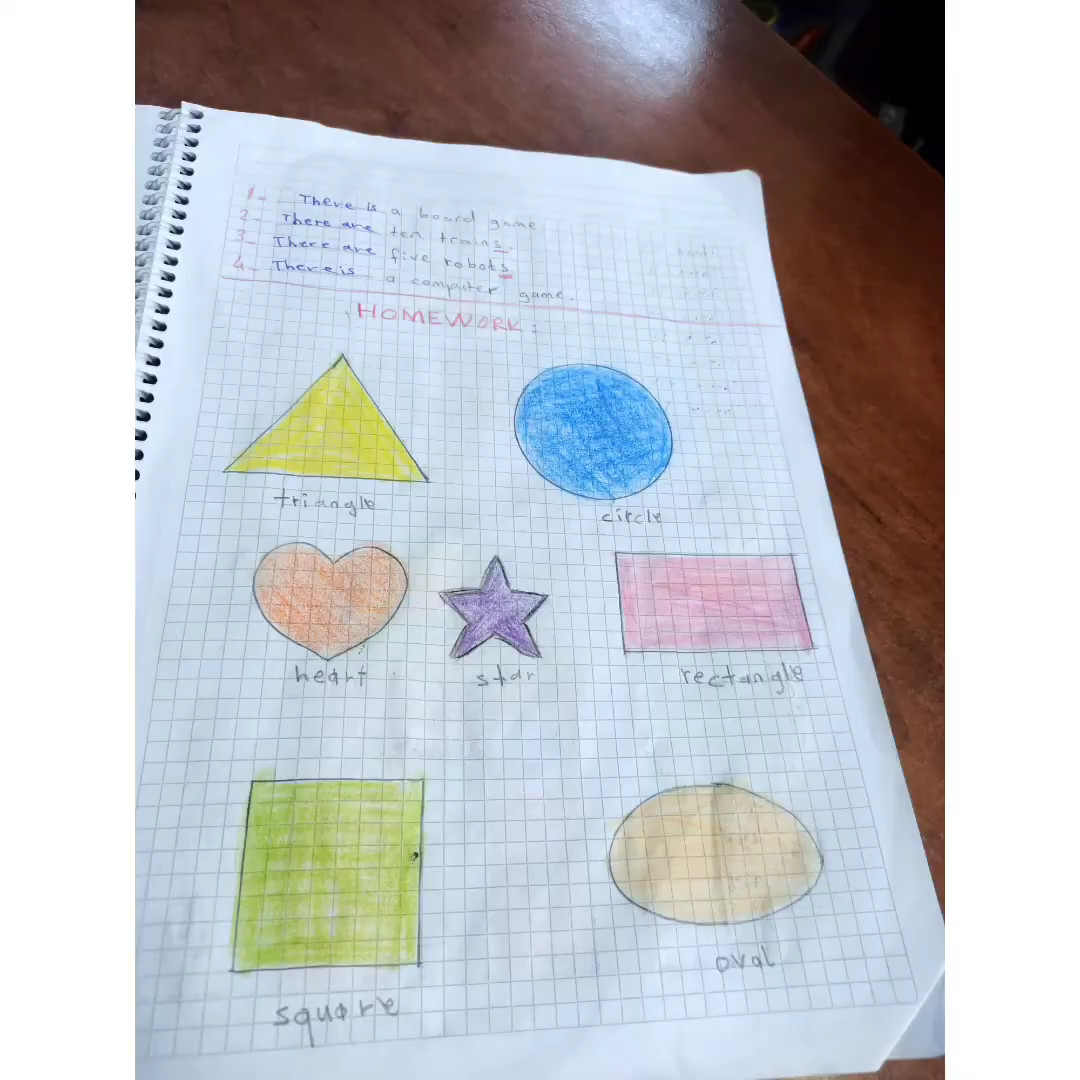 1- There is a board game
2- There are ten trains.
3- There are five robots
4- There is a computer game.
HOMEWORK:
triangle
circle
heart
star
rectangle
square
oval